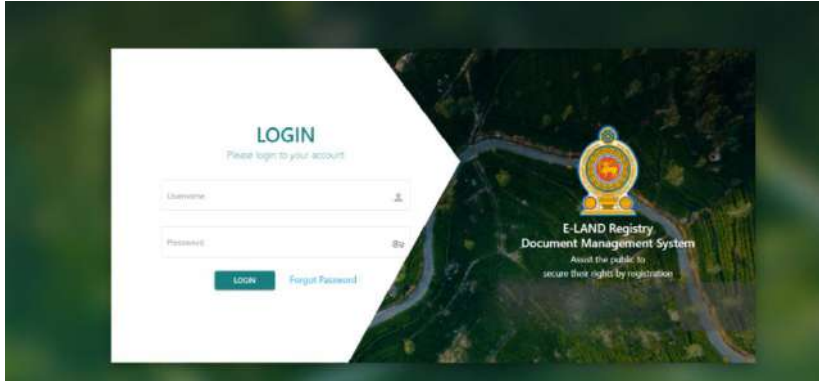 LOGIN
Please login to your account
Username
Password
LOGIN
Forgot Password
E-LAND Registry
Document Management System
Assist the public to
secure their rights by registration